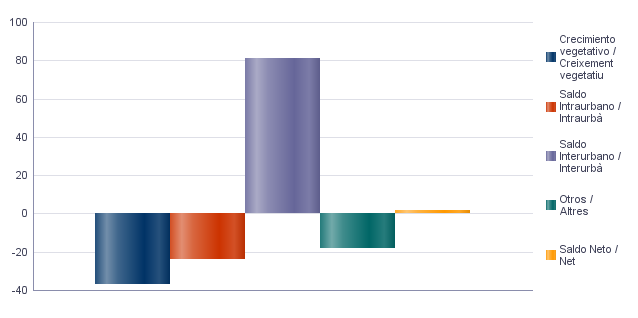 100
80
60
40
20
0
-20
-40
Crecimiento
vegetativo /
Creixement
vegetatiu
Saldo
Intraurbano /
Intraurbà
Saldo
Interurbano /
Interurbà
Otros /
Altres
Saldo Neto /
Net